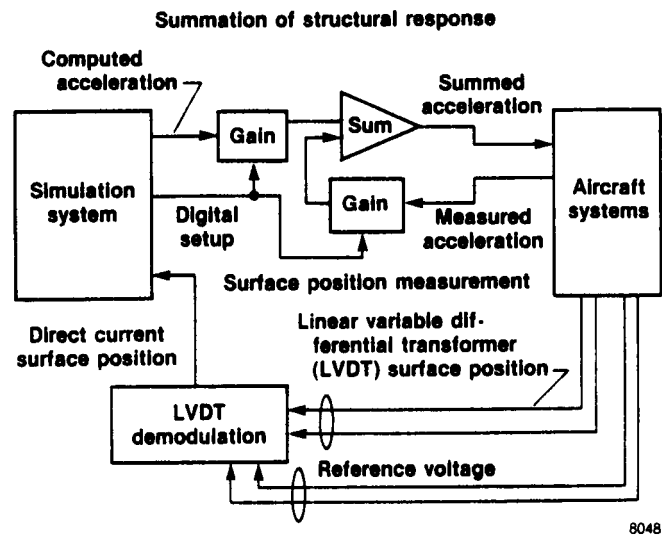 Summation of structural response
Computed
acceleration
Gain
Sum
Summed
acceleration
Simulation
system
Digital
setup
Gain
Measured
acceleration
Aircraft
systems
Surface position measurement
Direct current
surface position
Linear variable dif-
ferential transformer
(LVDT) surface position
LVDT
demodulation
Reference voltage
8048